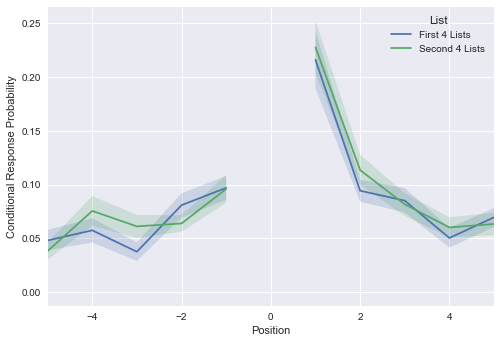 List
First 4 Lists
Second 4 Lists
0.25
0.20
0.15
0.10
0.05
0.00
Conditional Response Probability
−4
−2
0
2
4
Position